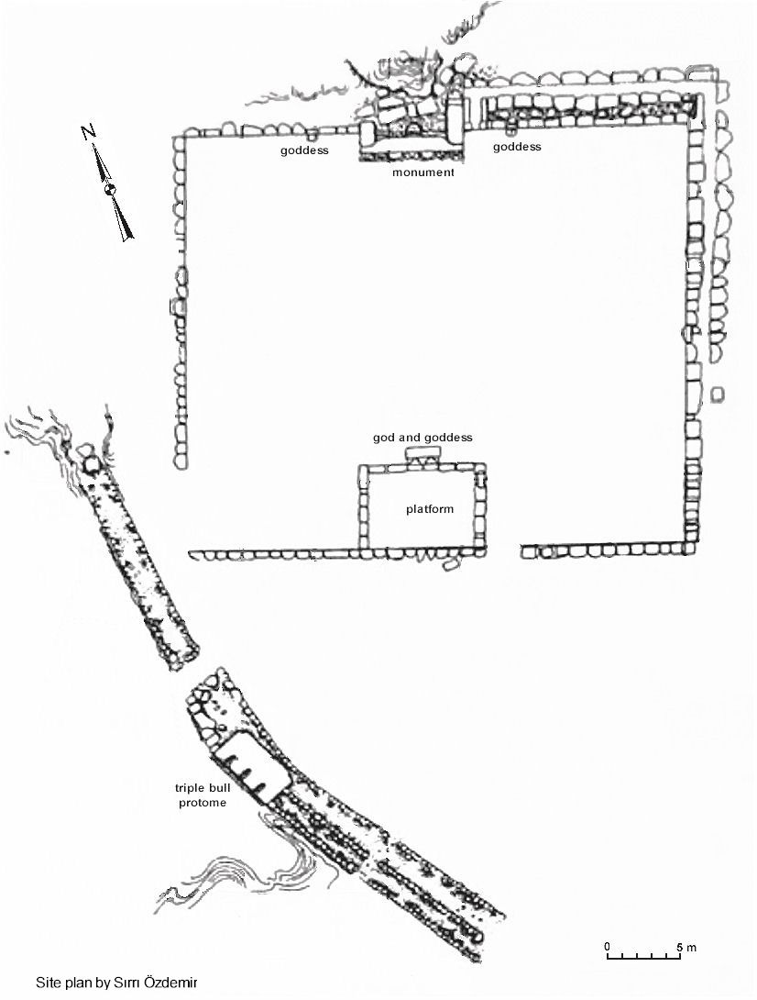 N
goddess
goddess
monument
god and goddess
platform
triple bull
protome
0 5 m
Site plan by Sırrı Özdemir